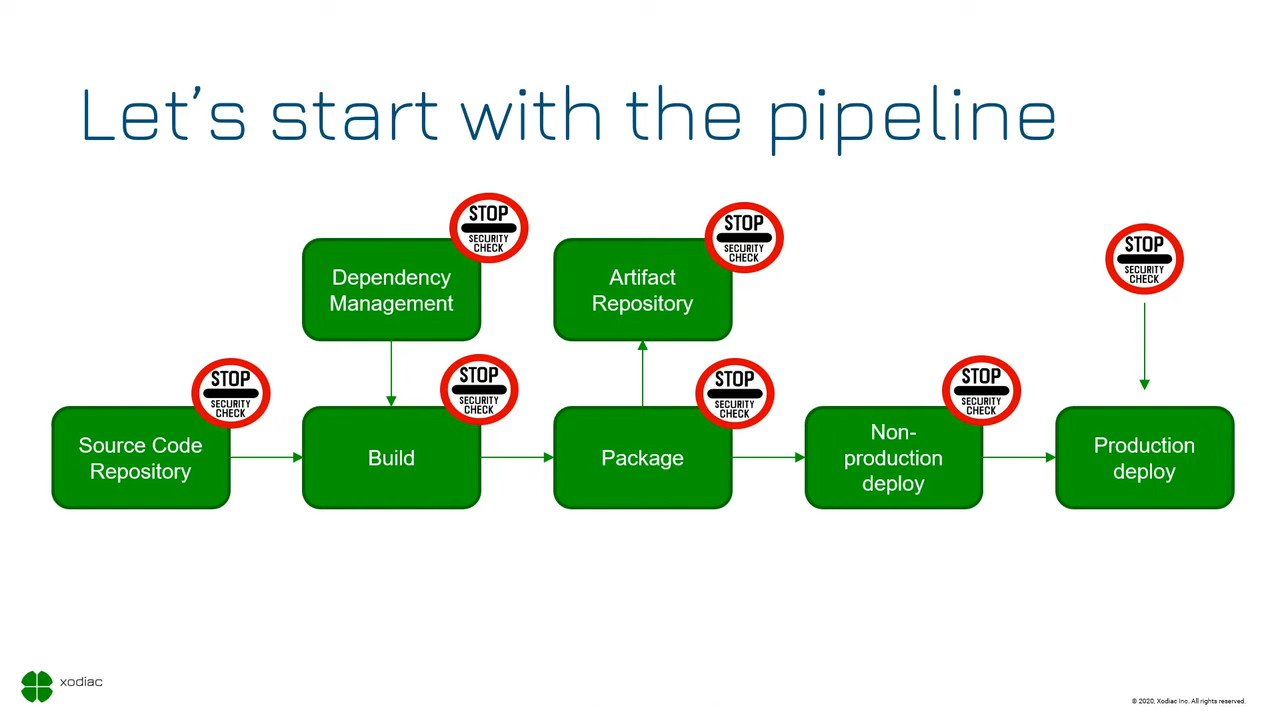 Let's start with the pipeline
STOP
SECURITY
CHECK
Dependency
Management
STOP
SECURITY
CHECK
Artifact
Repository
STOP
SECURITY
CHECK
STOP
SECURITY
CHECK
Source Code
Repository
STOP
SECURITY
CHECK
Build
STOP
SECURITY
CHECK
Package
STOP
SECURITY
CHECK
Non-
production
deploy
Production
deploy
xodiac
© 2020, Xodiac Inc. All rights reserved.